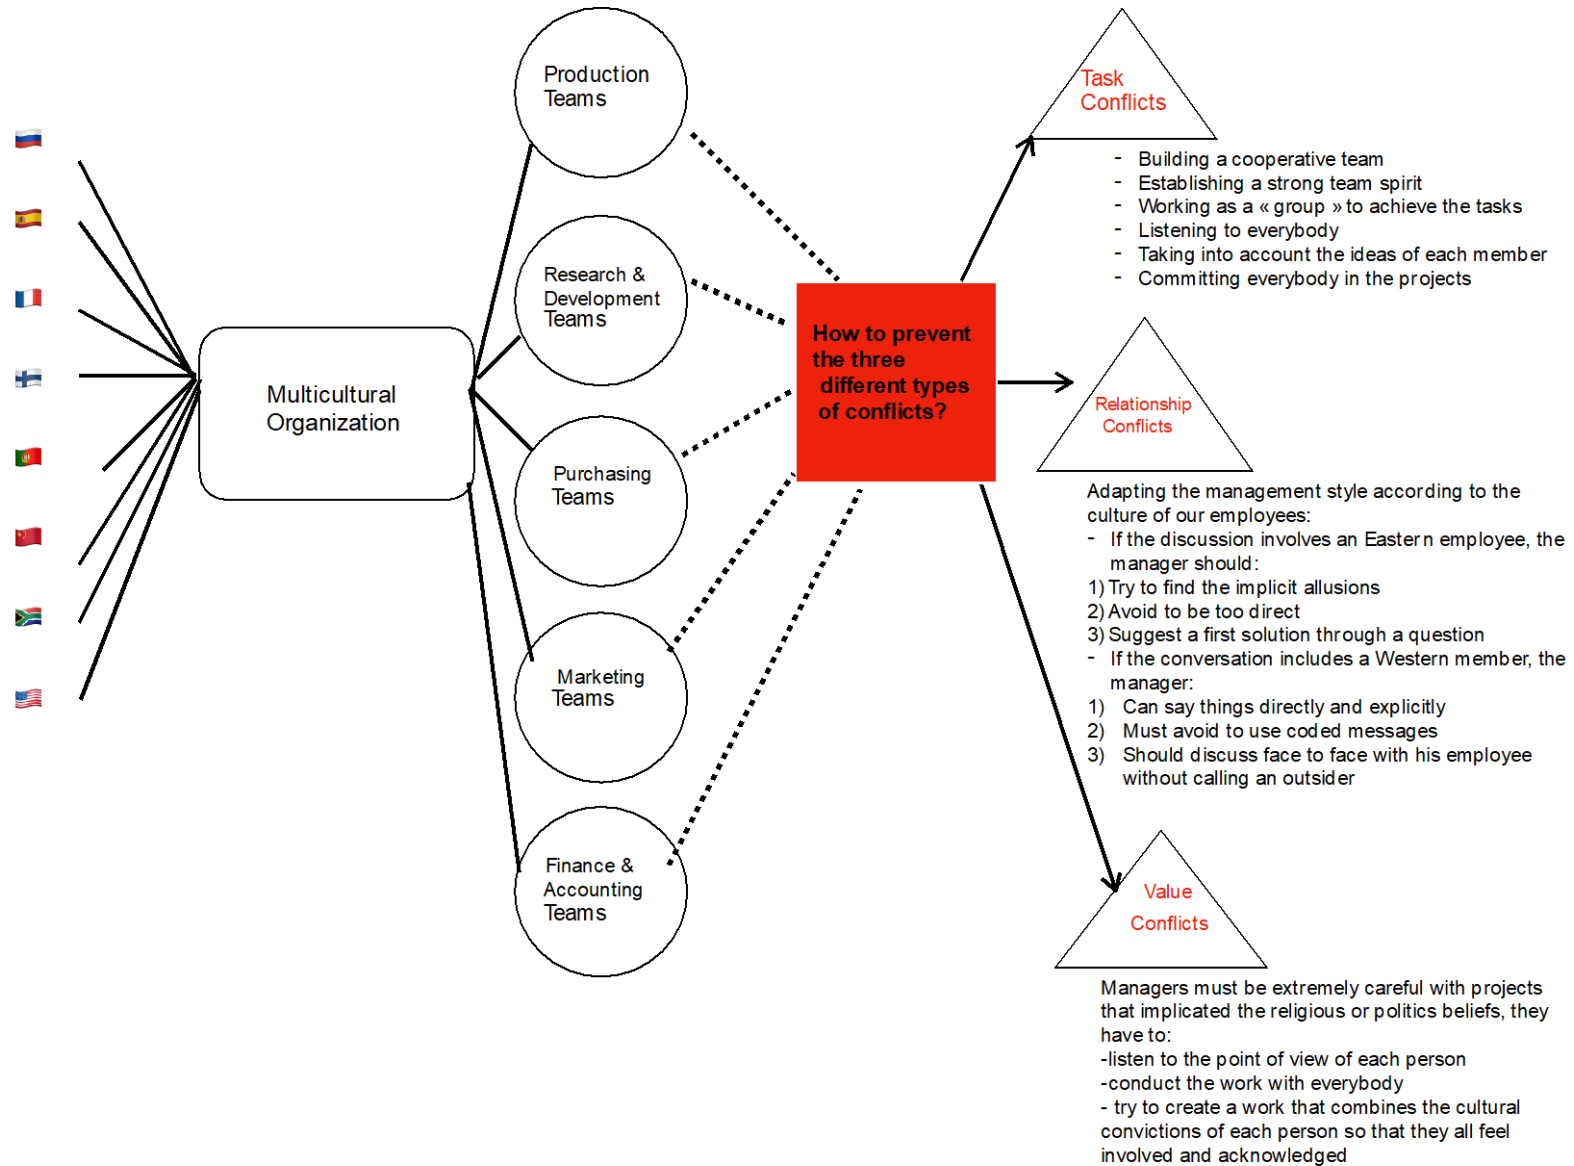 Production
Teams
Research &
Development
Teams
Multicultural
Organization
Purchasing
Teams
Marketing
Teams
Finance &
Accounting
Teams
How to prevent
the three
different types
of conflicts?
Task
Conflicts
- Building a cooperative team
- Establishing a strong team spirit
- Working as a « group » to achieve the tasks
- Listening to everybody
- Taking into account the ideas of each member
- Committing everybody in the projects
Relationship
Conflicts
Adapting the management style according to the
culture of our employees:
- If the discussion involves an Eastern employee, the
manager should:
1) Try to find the implicit allusions
2) Avoid to be too direct
3) Suggest a first solution through a question
- If the conversation includes a Western member, the
manager:
1) Can say things directly and explicitly
2) Must avoid to use coded messages
3) Should discuss face to face with his employee
without calling an outsider
Value
Conflicts
Managers must be extremely careful with projects
that implicated the religious or politics beliefs, they
have to:
-listen to the point of view of each person
-conduct the work with everybody
- try to create a work that combines the cultural
convictions of each person so that they all feel
involved and acknowledged